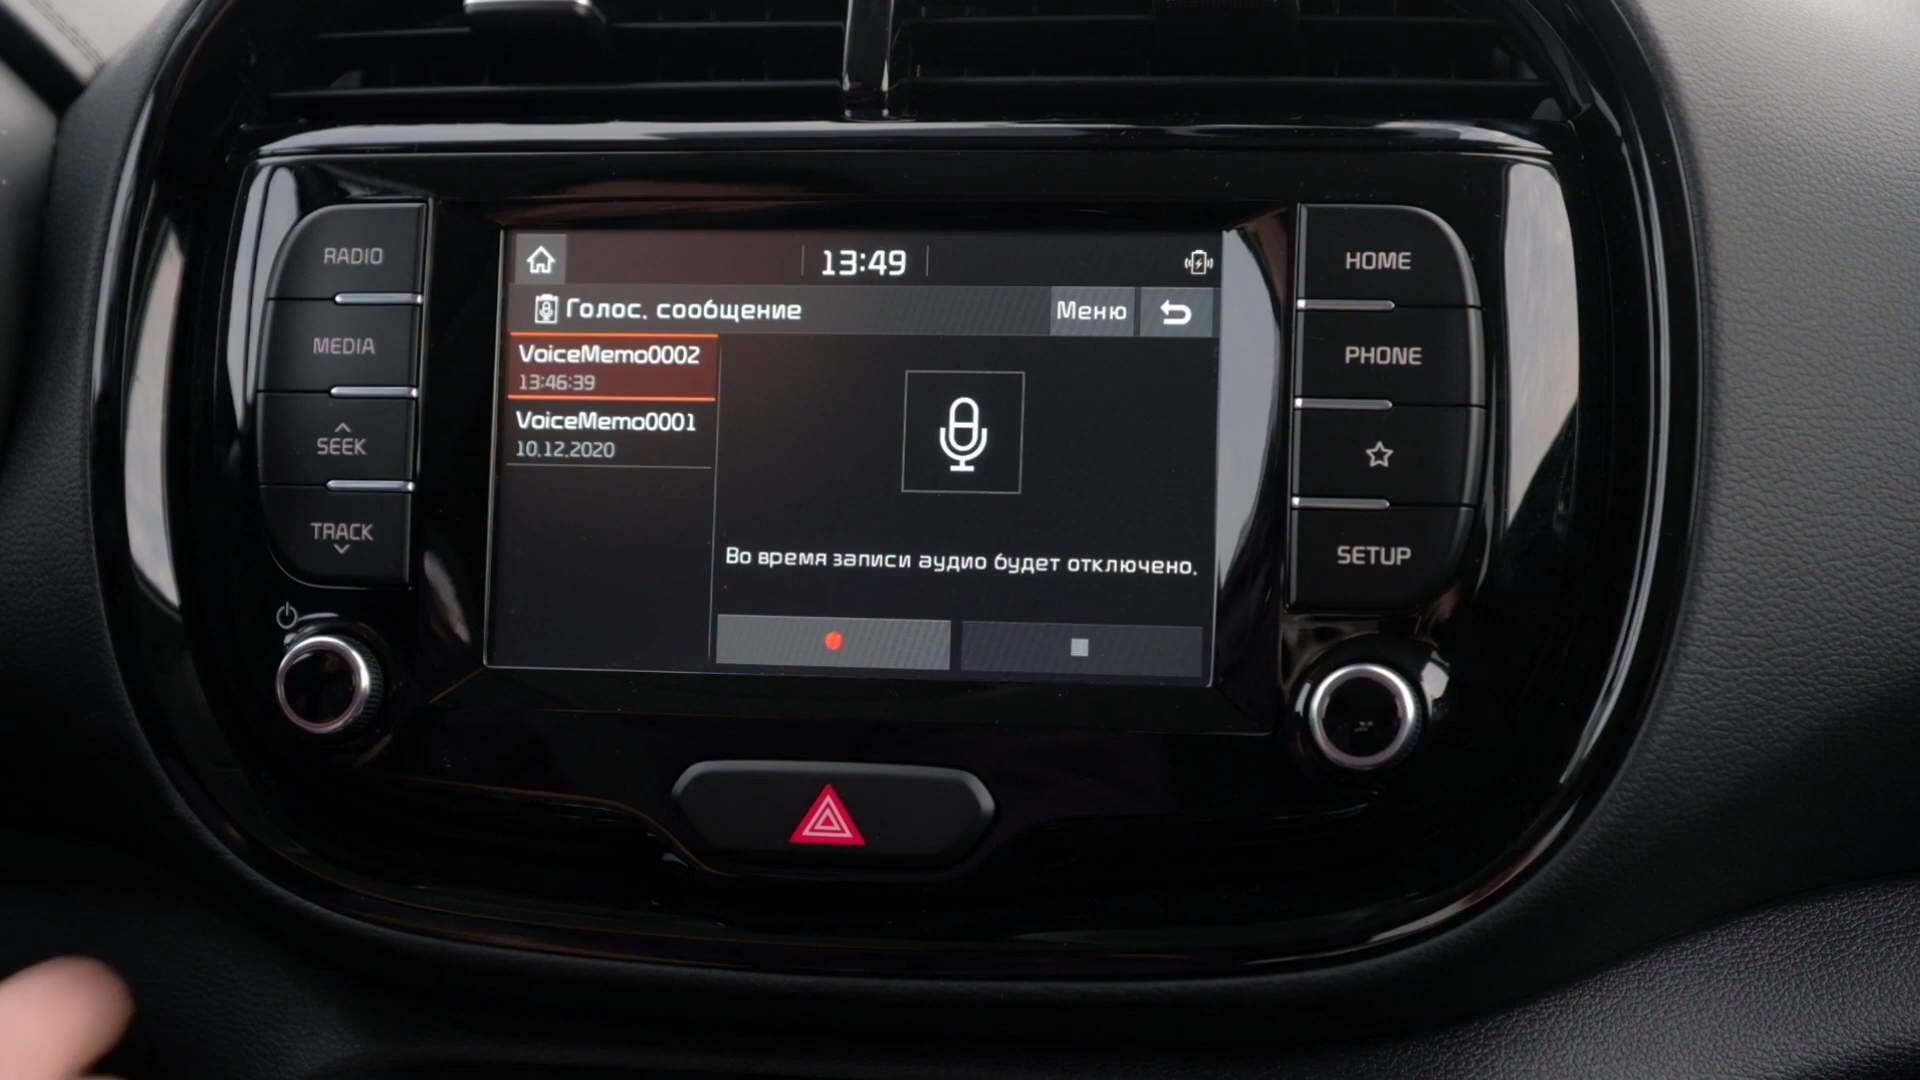 RADIO
MEDIA
SEEK
TRACK
13:49
Голос. сообщение
Меню
VoiceMemo0002
13:46:39
VoiceMemo0001
10.12.2020
Во время записи аудио будет отключено.
HOME
PHONE
SETUP